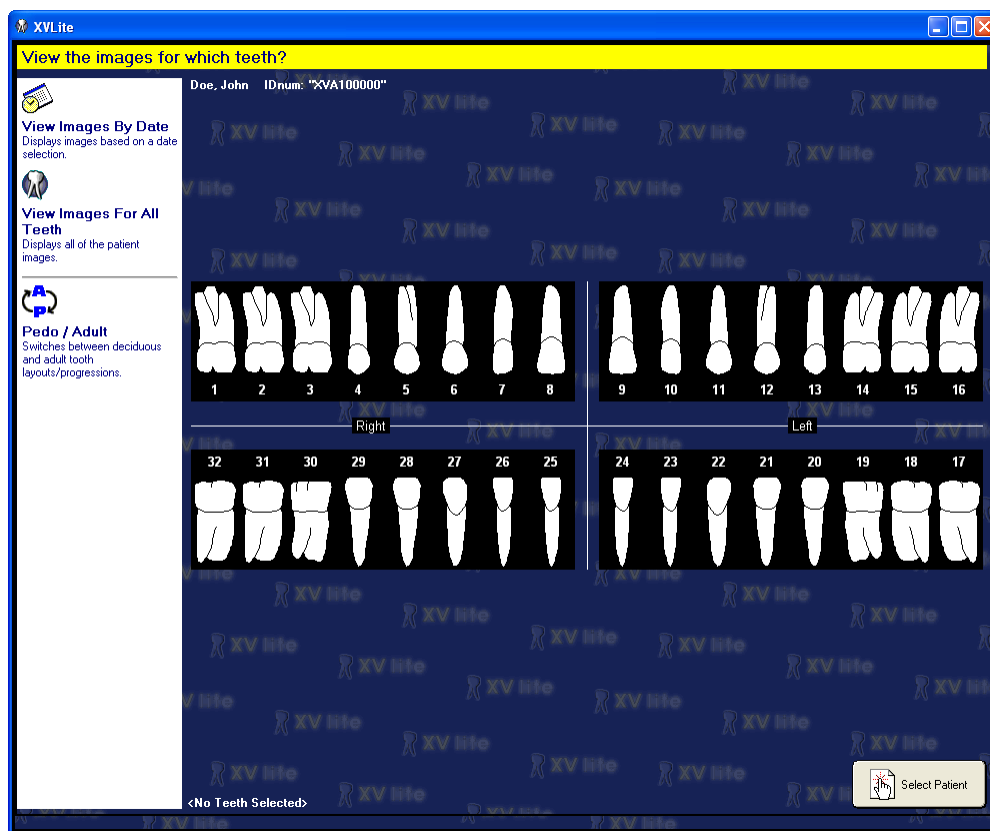 XVLite
View the images for which teeth?
View Images By Date
Displays images based on a date
selection.
View Images For All
Teeth
Displays all of the patient
images.
Pedo / Adult
Switches between deciduous
and adult tooth
layouts/progressions.
Doe, John IDnum: "XVA100000"
1 2 3 4 5 6 7 8 9 10 11 12 13 14 15 16
Right Left
32 31 30 29 28 27 26 25 24 23 22 21 20 19 18 17
<No Teeth Selected>
Select Patient
XV lite